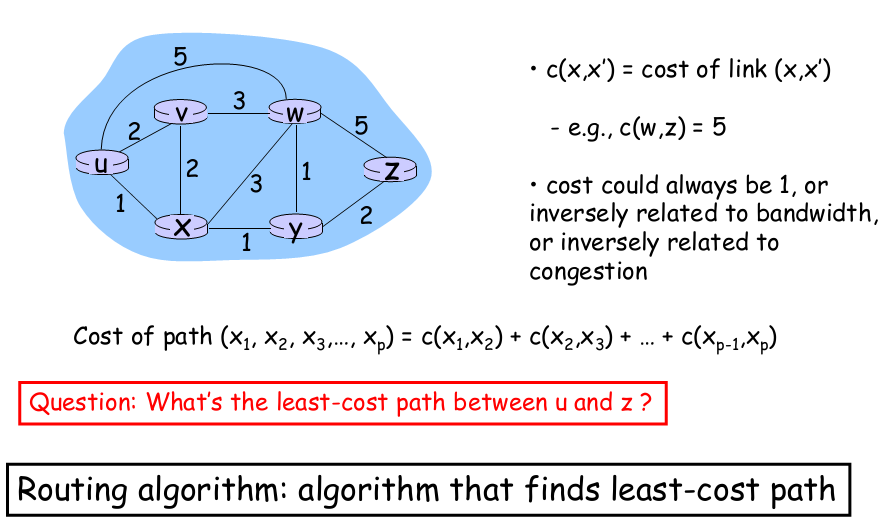 5
v
3
w
2
5
u
2
3
1
z
1
x
1
y
2
• c(x,x’) = cost of link (x,x’)
- e.g., c(w,z) = 5
• cost could always be 1, or
inversely related to bandwidth,
or inversely related to
congestion
Cost of path (x₁, x₂, x₃,…, xₚ) = c(x₁,x₂) + c(x₂,x₃) + … + c(xₚ₋₁,xₚ)
Question: What’s the least-cost path between u and z ?
Routing algorithm: algorithm that finds least-cost path